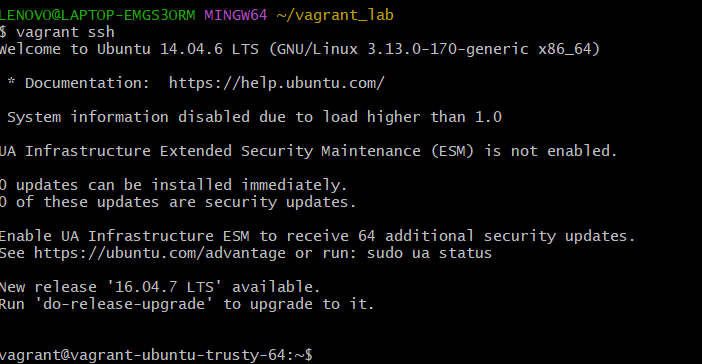 LENOVO@LAPTOP-EMGS3ORM MINGW64 ~/vagrant_lab
$ vagrant ssh
Welcome to Ubuntu 14.04.6 LTS (GNU/Linux 3.13.0-170-generic x86_64)
* Documentation:  https://help.ubuntu.com/
System information disabled due to load higher than 1.0
UA Infrastructure Extended Security Maintenance (ESM) is not enabled.
0 updates can be installed immediately.
0 of these updates are security updates.
Enable UA Infrastructure ESM to receive 64 additional security updates.
See https://ubuntu.com/advantage or run: sudo ua status
New release '16.04.7 LTS' available.
Run 'do-release-upgrade' to upgrade to it.
vagrant@vagrant-ubuntu-trusty-64:~$